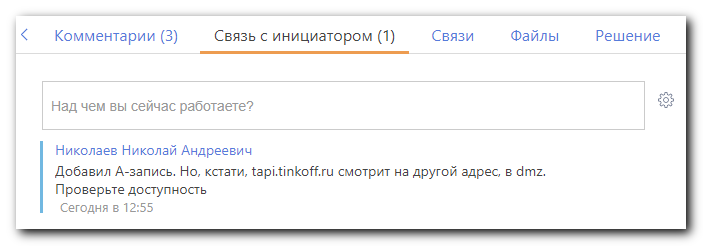 Комментарии (3) Связь с инициатором (1) Связи Файлы Решение
Над чем вы сейчас работаете?
Николаев Николай Андреевич
Добавил А-запись. Но, кстати, tapi.tinkoff.ru смотрит на другой адрес, в dmz.
Проверьте доступность
Сегодня в 12:55